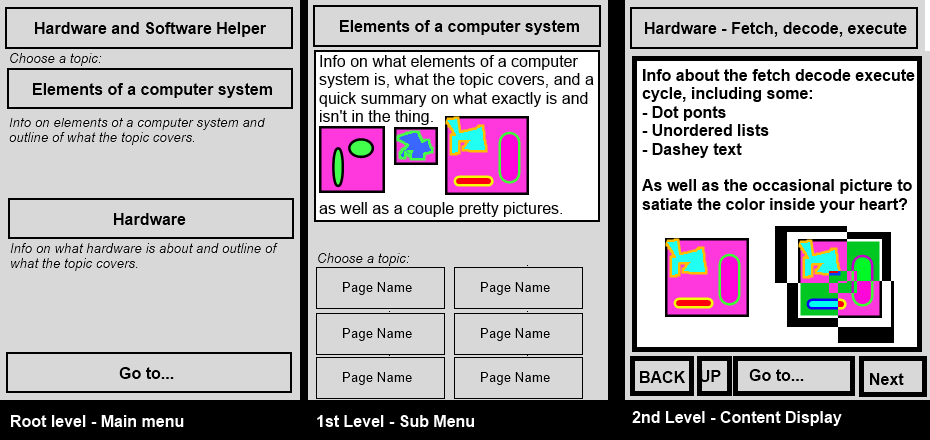 Hardware and Software Helper
Choose a topic:
Elements of a computer system
Info on elements of a computer system and
outline of what the topic covers.
Hardware
Info on what hardware is about and outline of
what the topic covers.
Go to...
Root level - Main menu
Elements of a computer system
Info on what elements of a computer
system is, what the topic covers, and a
quick summary on what exactly is and
isn't in the thing.
as well as a couple pretty pictures.
Choose a topic:
Page Name
Page Name
Page Name
Page Name
Page Name
Page Name
1st Level - Sub Menu
Hardware - Fetch, decode, execute
Info about the fetch decode execute
cycle, including some:
- Dot ponts
- Unordered lists
- Dashey text
As well as the occasional picture to
satiate the color inside your heart?
BACK
UP
Go to...
Next
2nd Level - Content Display